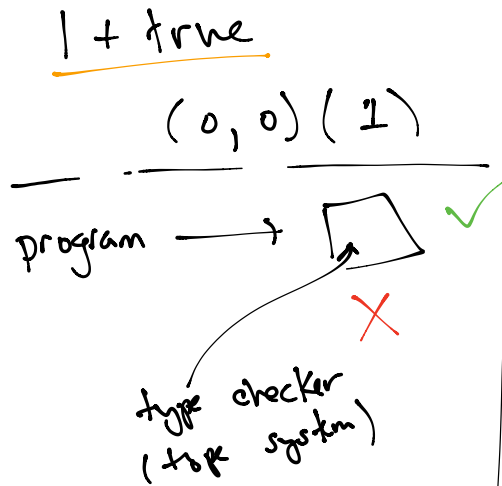 1 + true
(0, 0) (1)
program
type checker
(type system)